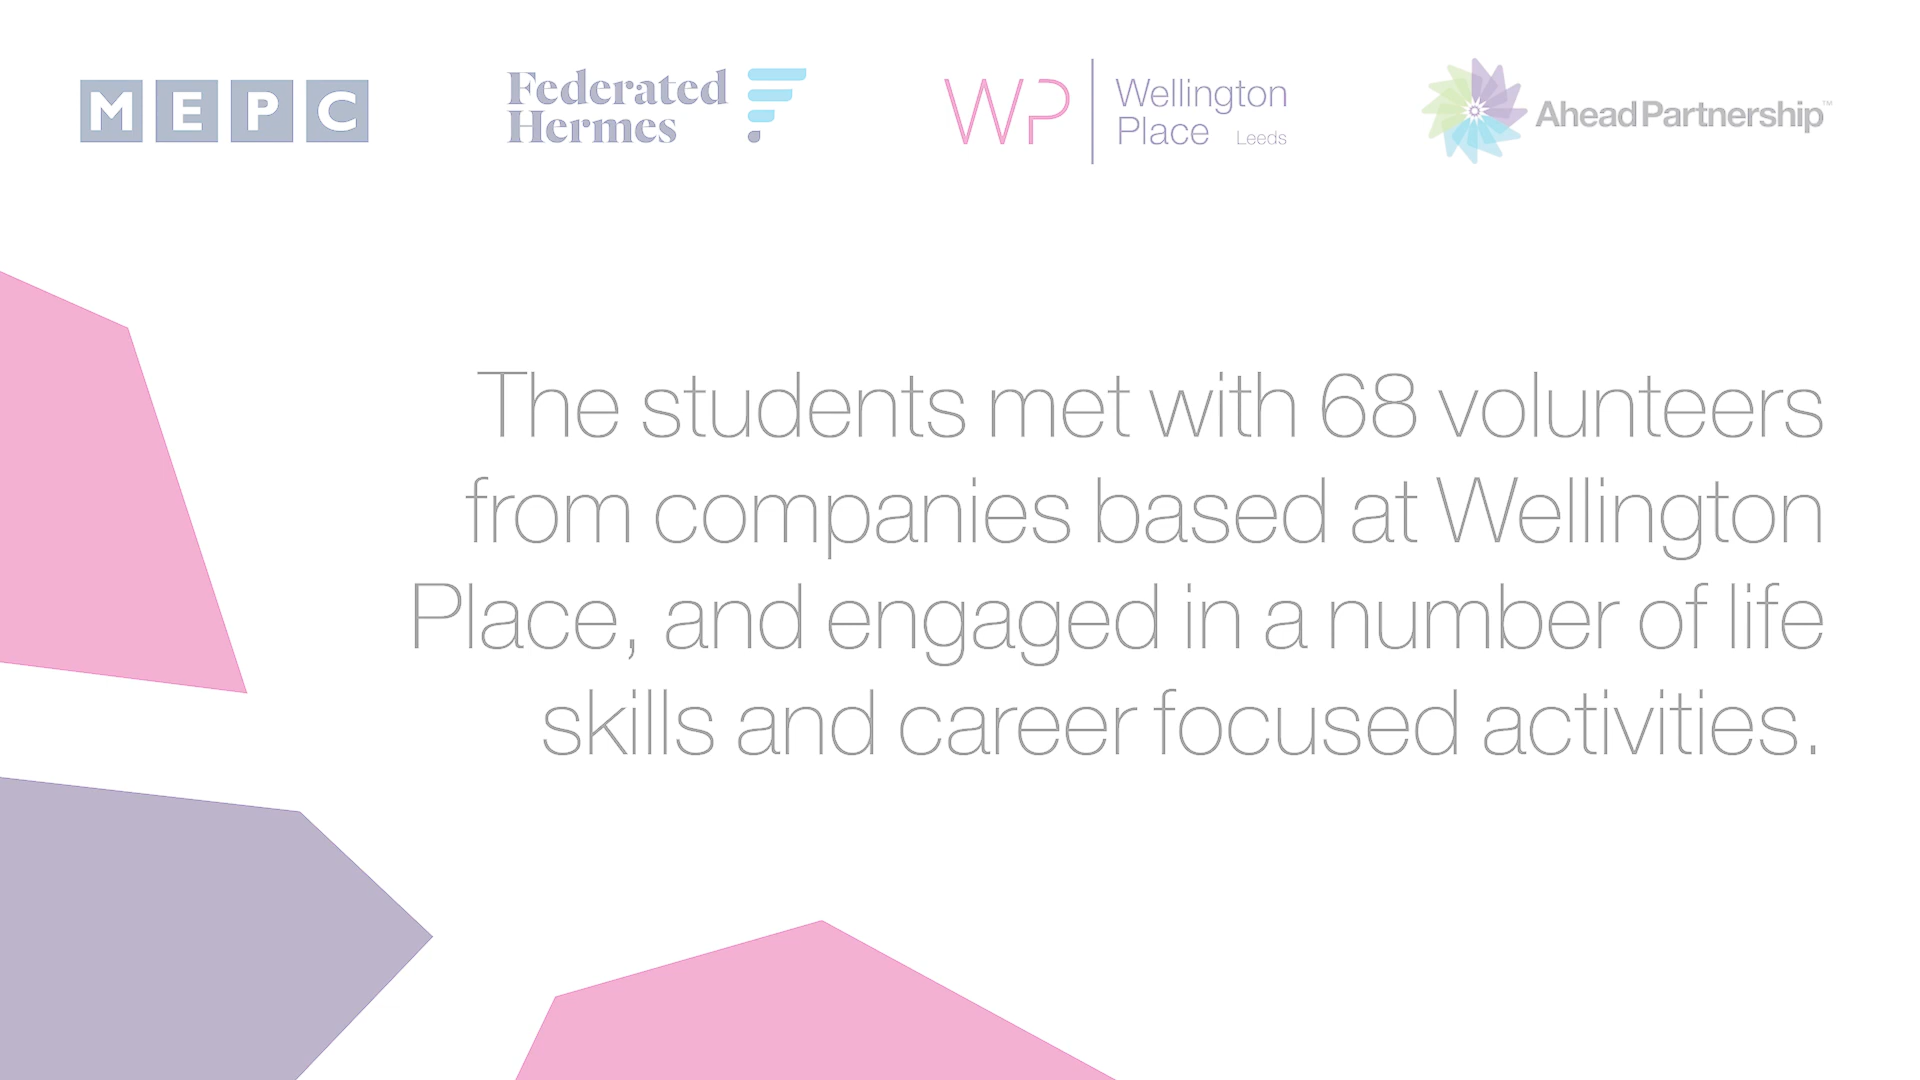 MEPC
Federated
Hermes
WP
Wellington
Place Leeds
AheadPartnership™
The students met with 68 volunteers
from companies based at Wellington
Place, and engaged in a number of life
skills and career focused activities.